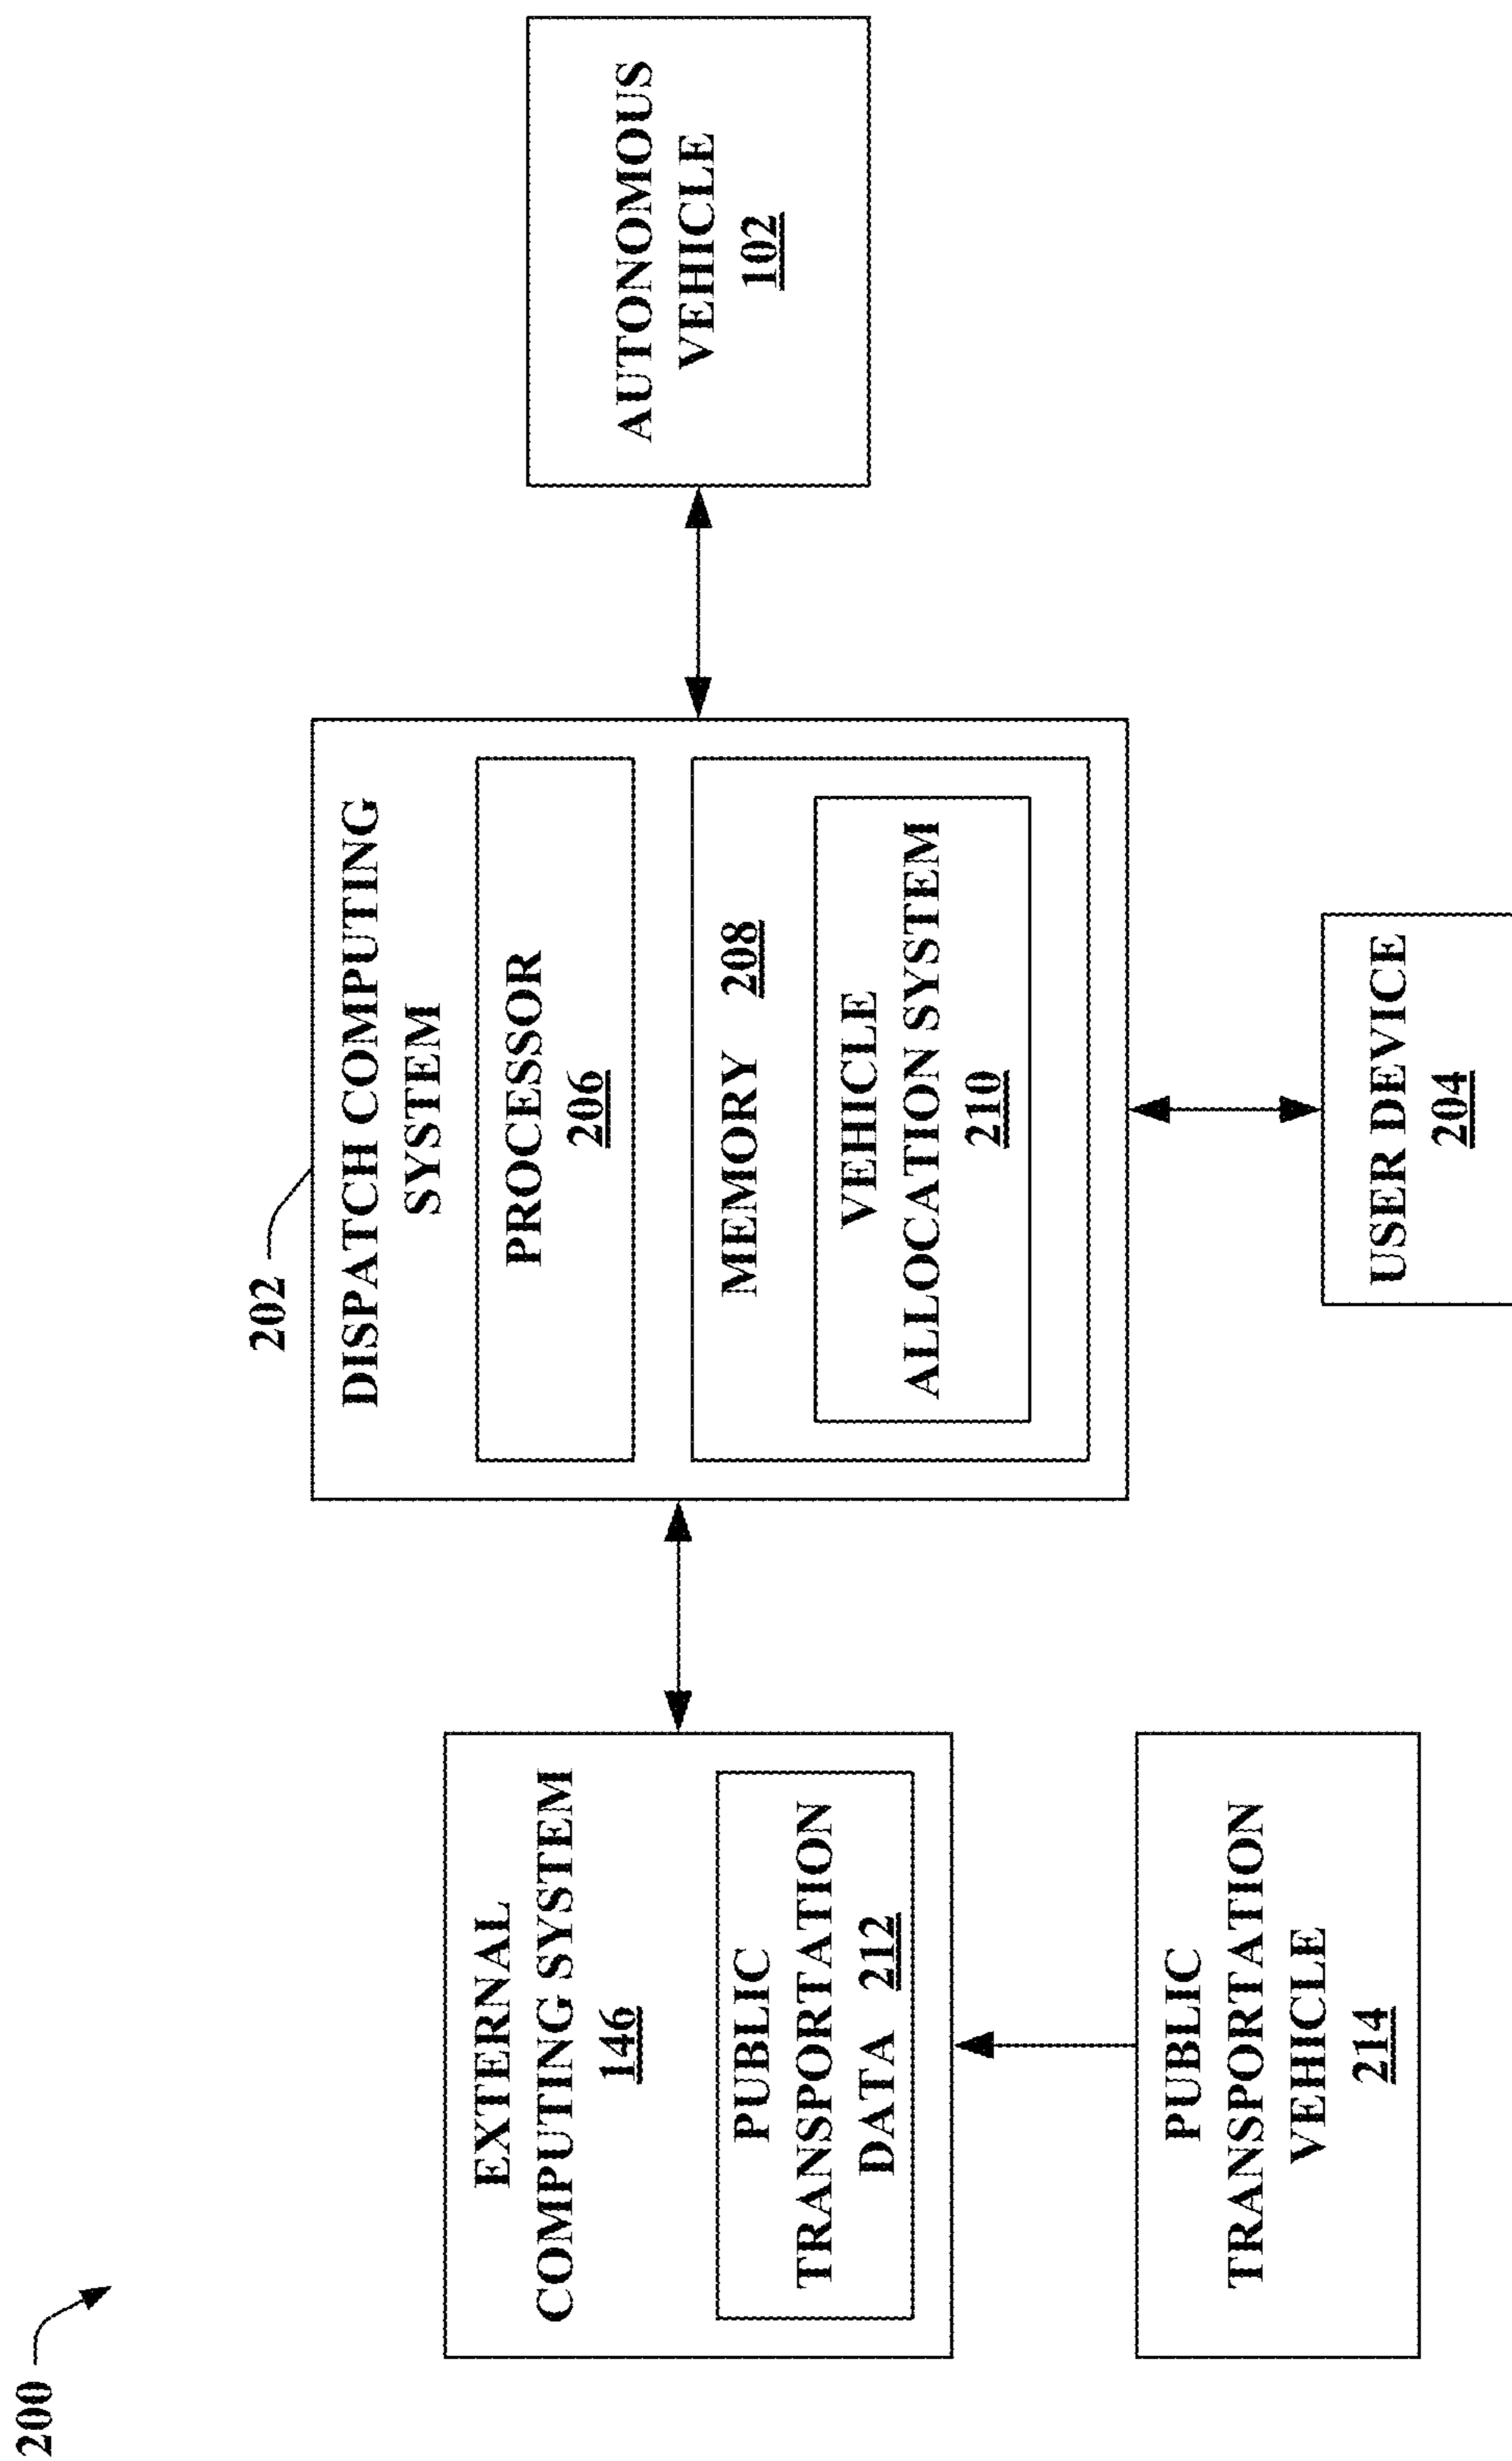 200
EXTERNAL
COMPUTING SYSTEM
146
PUBLIC
TRANSPORTATION
DATA 212
PUBLIC
TRANSPORTATION
VEHICLE
214
202
DISPATCH COMPUTING
SYSTEM
PROCESSOR
206
MEMORY 208
VEHICLE
ALLOCATION SYSTEM
210
USER DEVICE
204
AUTONOMOUS
VEHICLE
102